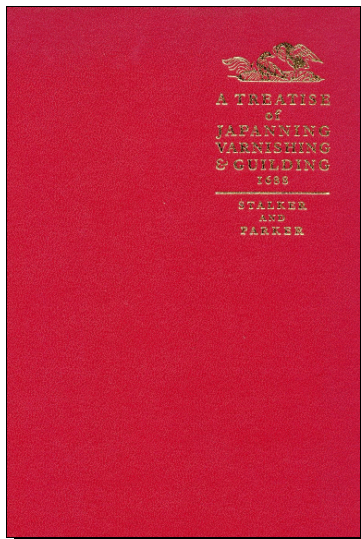 A TREATISE
of
JAPANNING
VARNISHING
& GUILDING
1688
STALKER
AND
PARKER